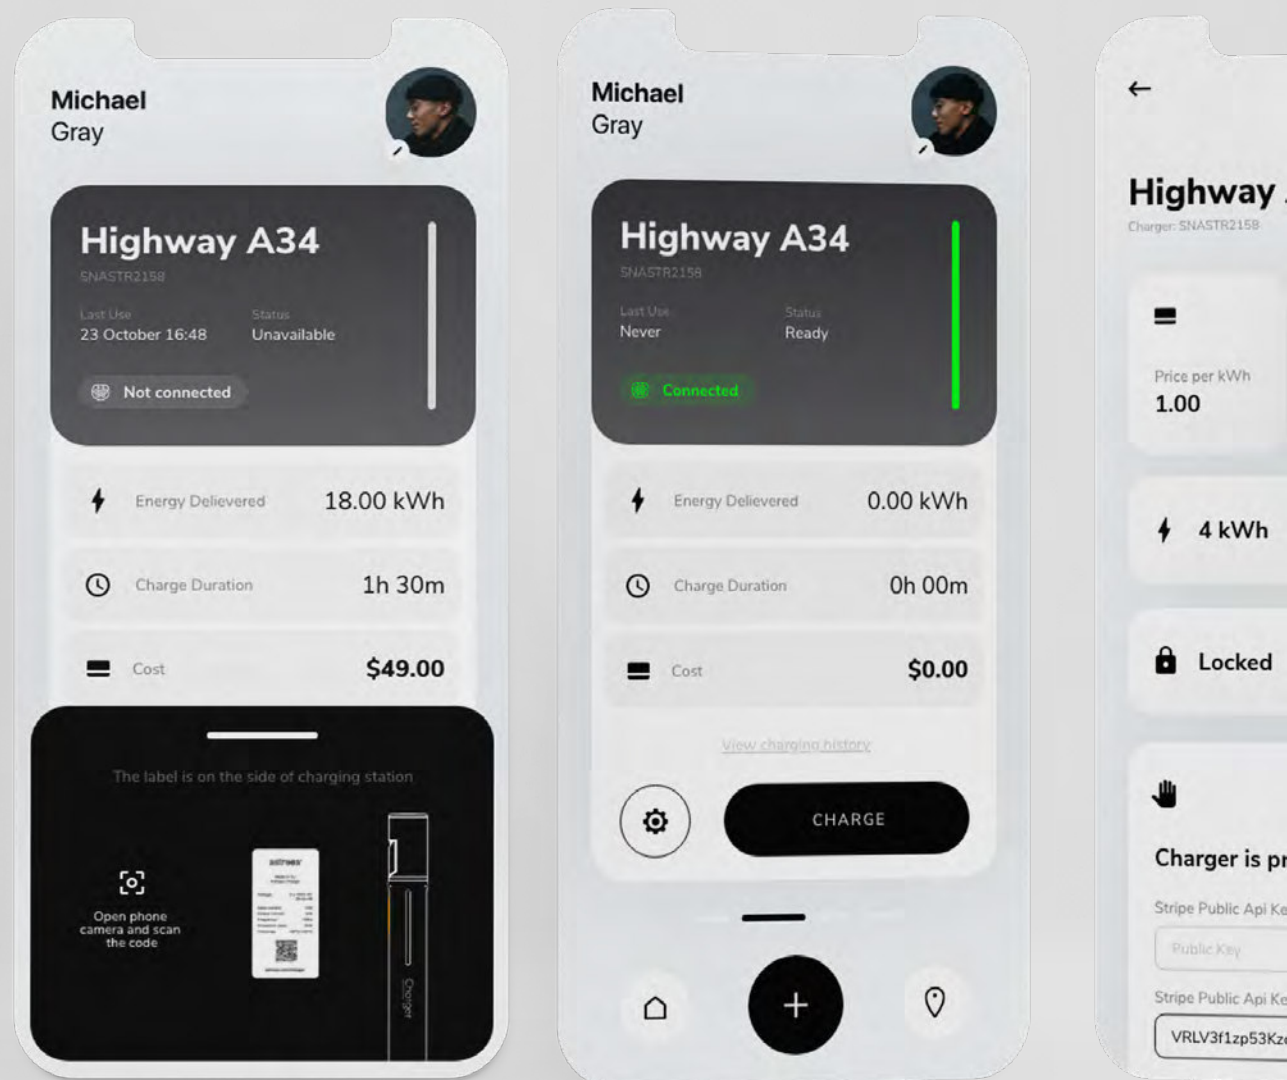 Michael
Gray
Highway A34
SNASTR2158
Last Use
Status
23 October 16:48
Unavailable
Not connected
Energy Delievered
18.00 kWh
Charge Duration
1h 30m
Cost
$49.00
The label is on the side of charging station
Open phone
camera and scan
the code
Charger
Michael
Gray
Highway A34
SNASTR2158
Last Use
Status
Never
Ready
Connected
Energy Delievered
0.00 kWh
Charge Duration
0h 00m
Cost
$0.00
View charging history
CHARGE
Highway
Charger: SNASTR2158
Price per kWh
1.00
4 kWh
Locked
Charger is pr
Stripe Public Api Ke
Public Key
Stripe Public Api Ke
VRLV3f1zp53Kz